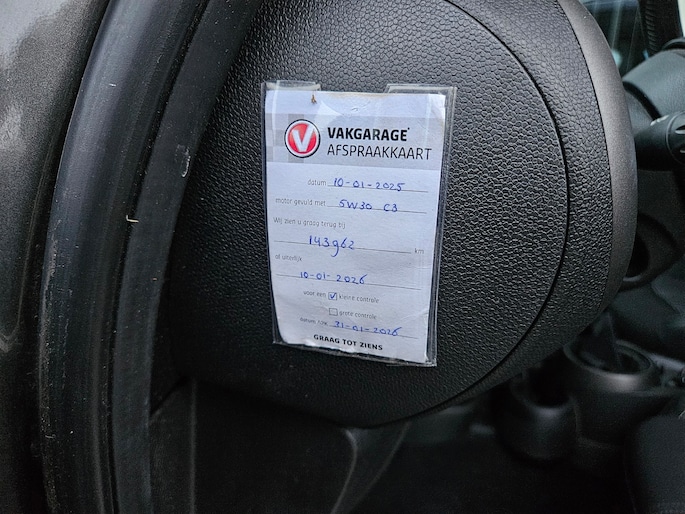 V VAKGARAGE®
AFSPRAAKKAART
datum 10-01-2025
motor gevuld met 5W30 C3
Wij zien u graag terug bij
143962 km
of uiterlijk
10-01-2026
voor een ☑ kleine controle
☐ grote controle
datum APK 31-01-2026
GRAAG TOT ZIENS